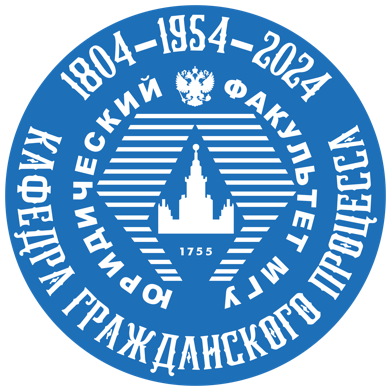 1804–1954–2024
КАФЕДРА ГРАЖДАНСКОГО ПРОЦЕССА
ЮРИДИЧЕСКИЙ ФАКУЛЬТЕТ МГУ
1755